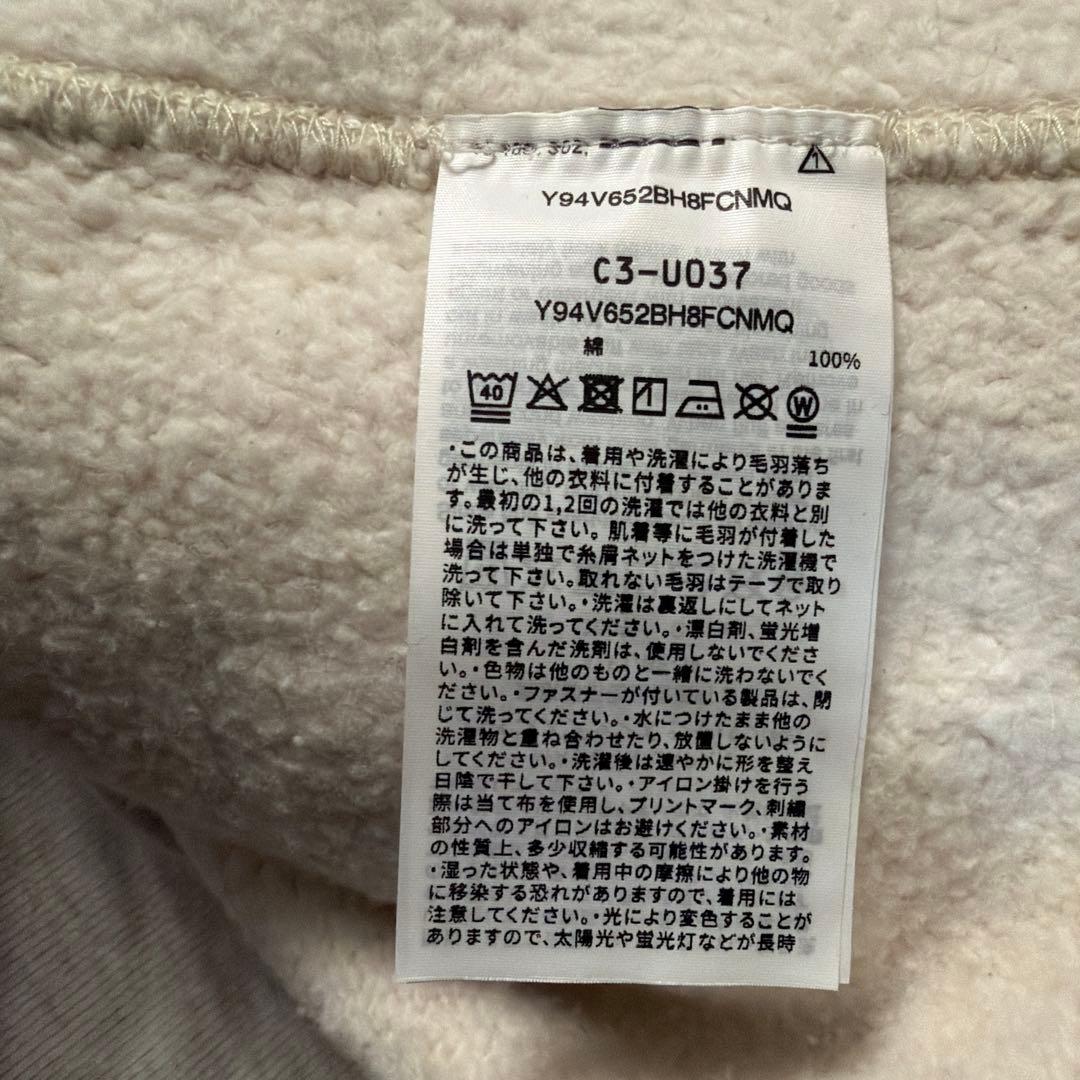 302.
1
Y94V652BH8FCNMQ
C3-U037
Y94V652BH8FCNMQ
綿 100%
40 W
・この商品は、着用や洗濯により毛羽落ち
が生じ、他の衣料に付着することがありま
す。最初の1,2回の洗濯では他の衣料と別
に洗って下さい。肌着等に毛羽が付着した
場合は単独で糸屑ネットをつけた洗濯機で
洗って下さい。取れない毛羽はテープで取り
除いて下さい。・洗濯は裏返しにしてネット
に入れて洗ってください。・漂白剤、蛍光増
白剤を含んだ洗剤は、使用しないでくださ
い。・色物は他のものと一緒に洗わないでく
ださい。・ファスナーが付いている製品は、閉
じて洗ってください。・水につけたまま他の
洗濯物と重ね合わせたり、放置しないように
してください。・洗濯後は速やかに形を整え
日陰で干して下さい。・アイロン掛けを行う
際は当て布を使用し、プリントマーク、刺繍
部分へのアイロンはお避けください。・素材
の性質上、多少収縮する可能性があります。
・湿った状態や、着用中の摩擦により他の物
に移染する恐れがありますので、着用には
注意してください。・光により変色することが
ありますので、太陽光や蛍光灯などが長時